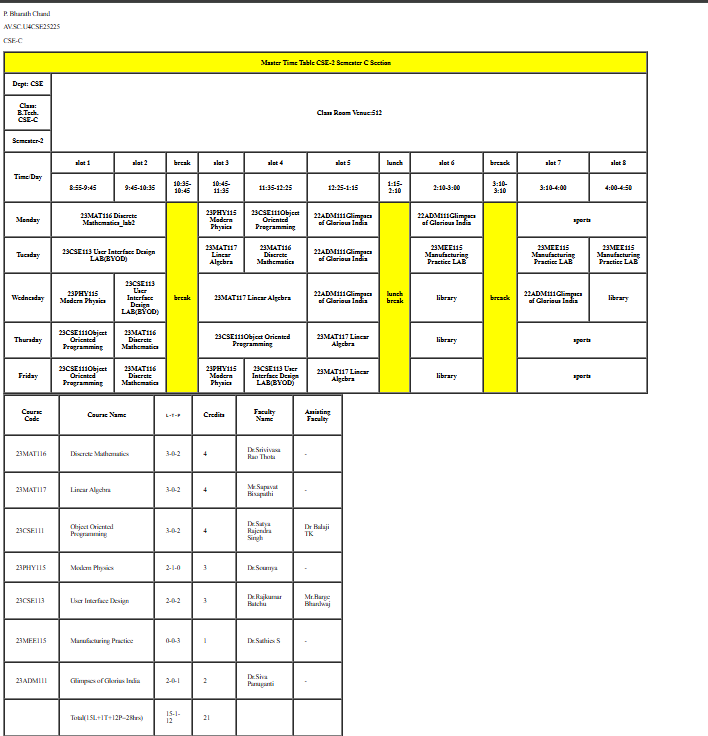 P. Bharath Chand
AV.SC.U4CSE25225
CSE-C
Master Time Table CSE-2 Semester C Section
Dept: CSE
Class:
B.Tech.
CSE-C
Class Room Venue:512
Semester-2
Time/Day
slot 1
slot 2
break
slot 3
slot 4
slot 5
lunch
slot 6
breack
slot 7
slot 8
8:55-9:45
9:45-10:35
10:35-
10:45
10:45-
11:35
11:35-12:25
12:25-1:15
1:15-
2:10
2:10-3:00
3:10-
3:10
3:10-4:00
4:00-4:50
Monday
23MAT116 Discrete
Mathematics_lab2
break
23PHY115
Modern
Physics
23CSE111Object
Oriented
Programming
22ADM111Glimpses
of Glorious India
lunch
break
22ADM111Glimpses
of Glorious India
breack
sports
Tuesday
23CSE113 User Interface Design
LAB(BYOD)
23MAT117
Linear
Algebra
23MAT116
Discrete
Mathematics
22ADM111Glimpses
of Glorious India
23MEE115
Manufacturing
Practice LAB
23MEE115
Manufacturing
Practice LAB
23MEE115
Manufacturing
Practice LAB
Wednesday
23PHY115
Modern Physics
23CSE113
User
Interface
Design
LAB(BYOD)
23MAT117 Linear Algebra
22ADM111Glimpses
of Glorious India
library
22ADM111Glimpses
of Glorious India
library
Thursday
23CSE111Object
Oriented
Programming
23MAT116
Discrete
Mathematics
23CSE111Object Oriented
Programming
23MAT117 Linear
Algebra
library
sports
Friday
23CSE111Object
Oriented
Programming
23MAT116
Discrete
Mathematics
23PHY115
Modern
Physics
23CSE113 User
Interface Design
LAB(BYOD)
23MAT117 Linear
Algebra
library
sports
Course
Code
Course Name
L-T-P
Credits
Faculty
Name
Assisting
Faculty
23MAT116
Discrete Mathematics
3-0-2
4
Dr.Srivivasa
Rao Thota
-
23MAT117
Linear Algebra
3-0-2
4
Mr.Sapavat
Bixapathi
-
23CSE111
Object Oriented
Programming
3-0-2
4
Dr.Satya
Rajendra
Singh
Dr Balaji
TK
23PHY115
Modern Physics
2-1-0
3
Dr.Soumya
-
23CSE113
User Interface Design
2-0-2
3
Dr.Rajkumar
Batchu
Mr.Barge
Bhardwaj
23MEE115
Manufacturing Practice
0-0-3
1
Dr.Sathies S
-
23ADM111
Glimpses of Glorius India
2-0-1
2
Dr.Siva
Panuganti
-
Total(15L+1T+12P=28hrs)
15-1-
12
21